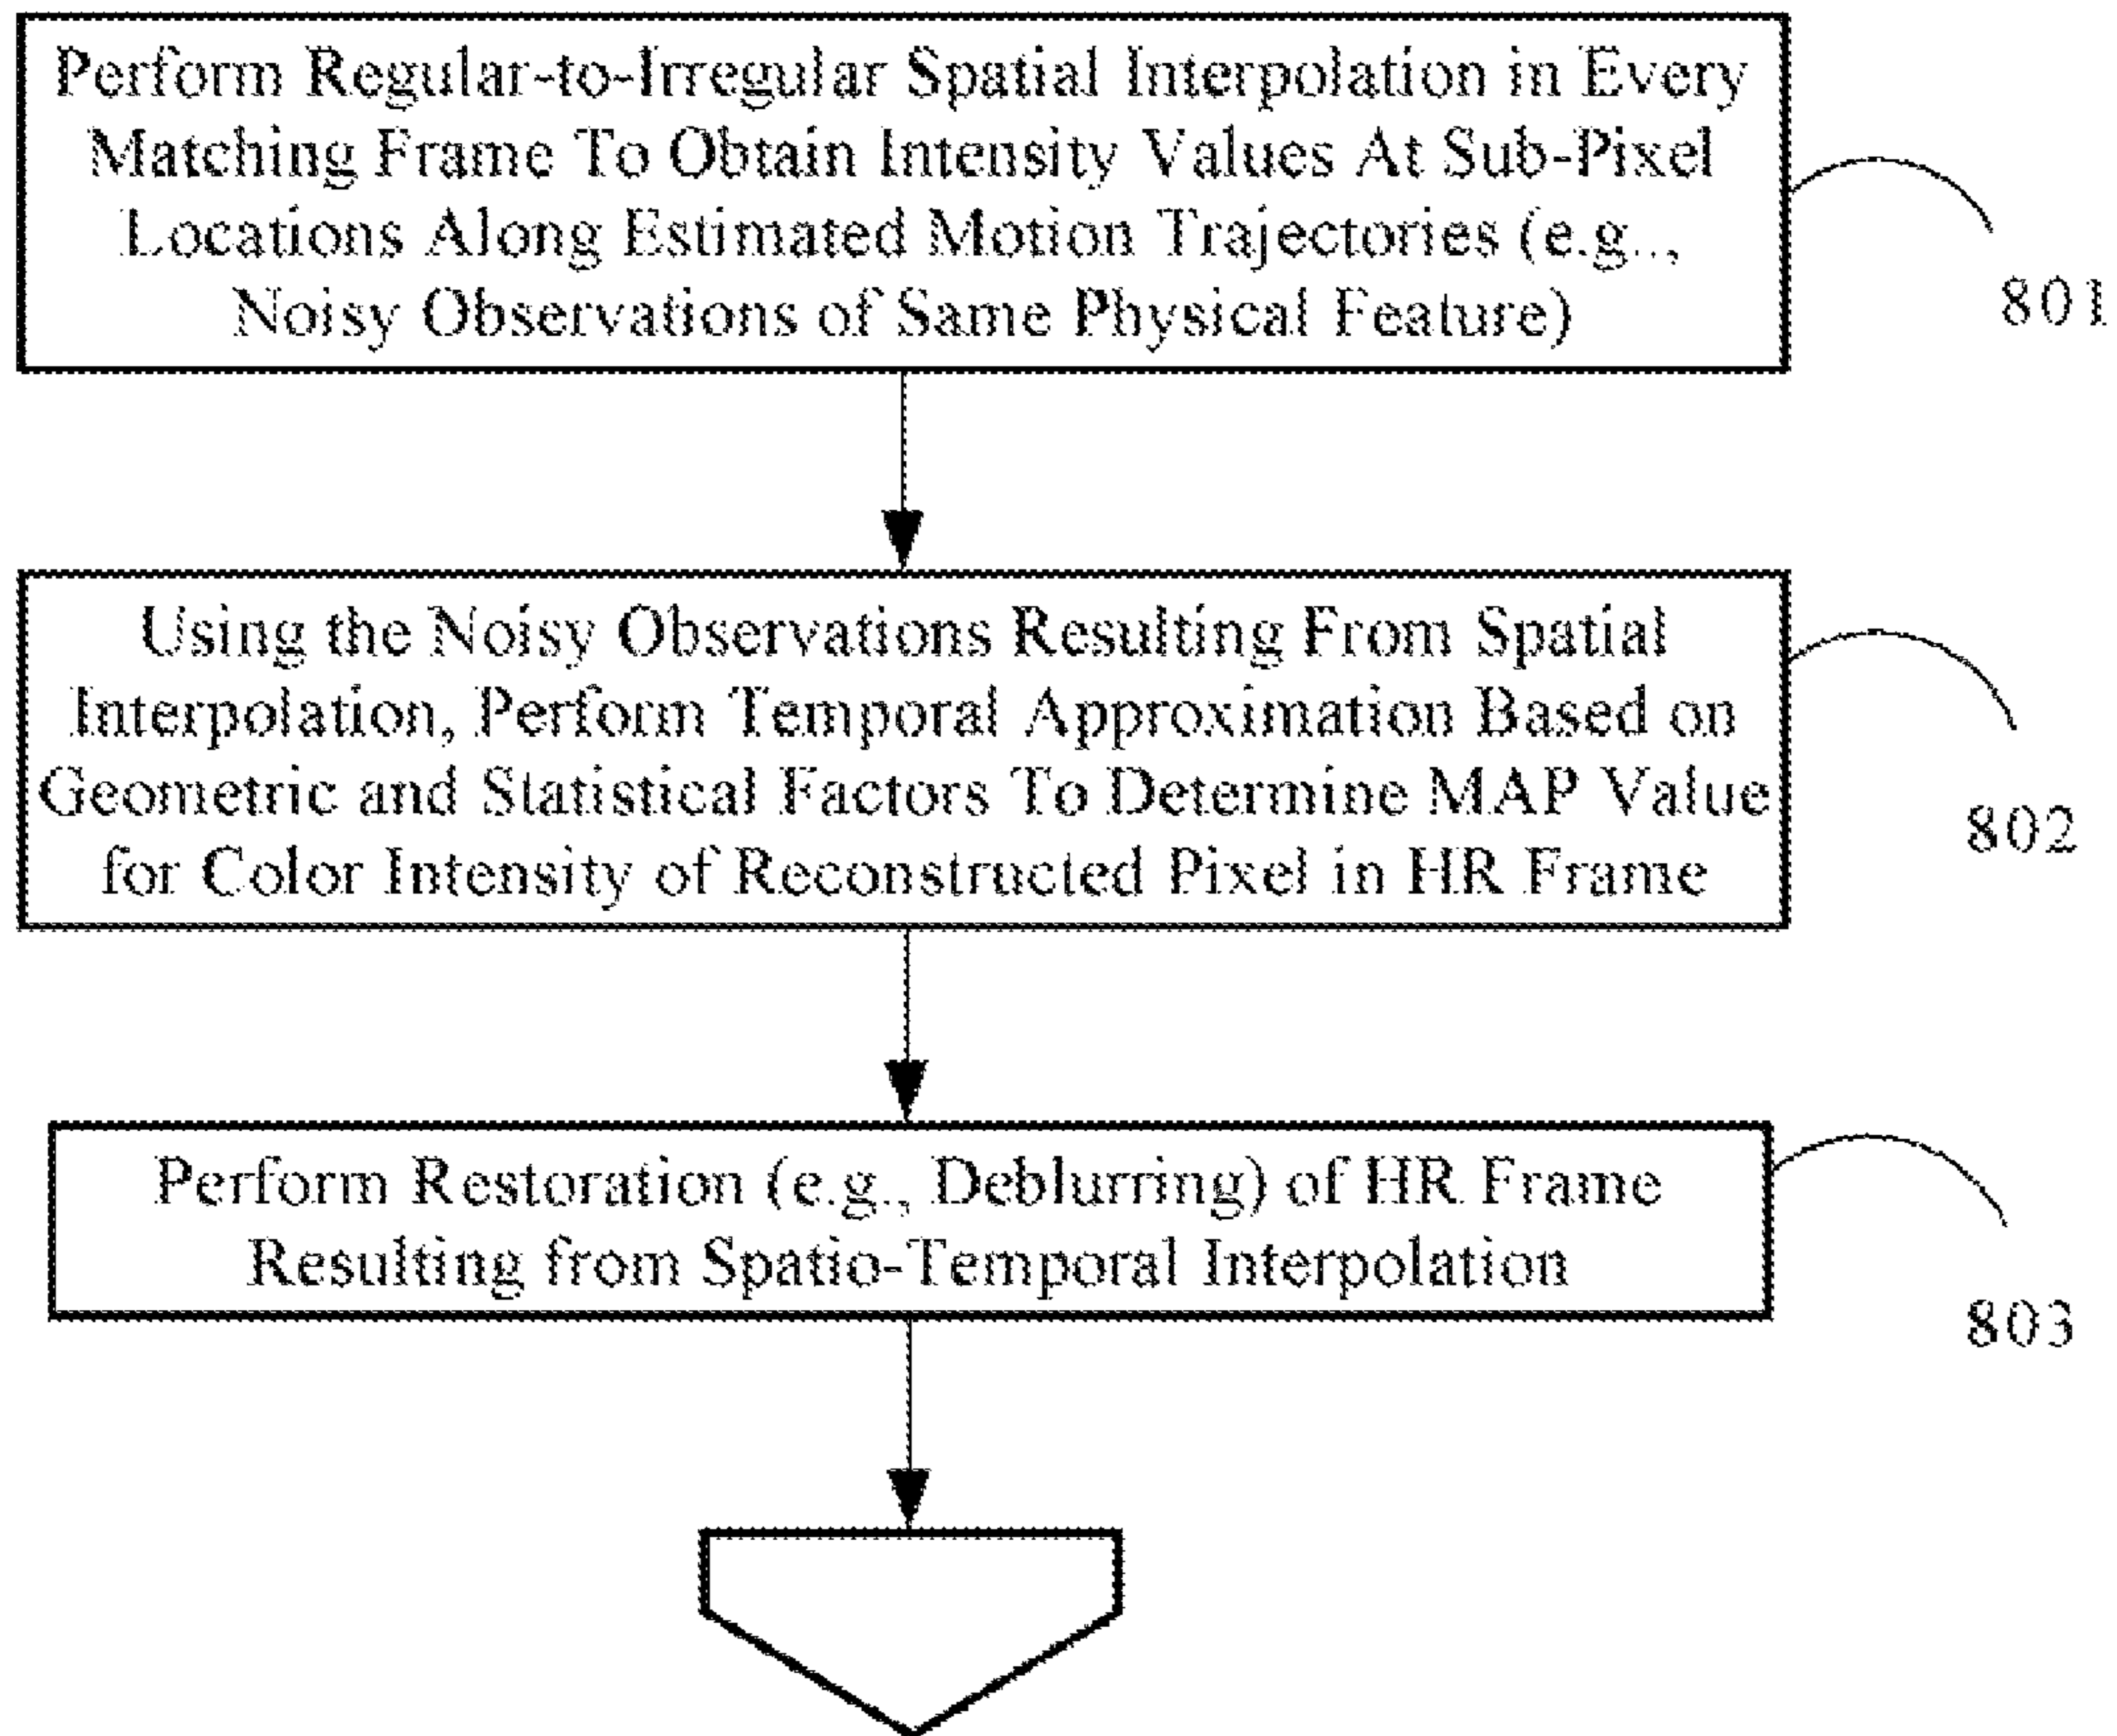 Perform Regular-to-Irregular Spatial Interpolation in Every
Matching Frame To Obtain Intensity Values At Sub-Pixel
Locations Along Estimated Motion Trajectories (e.g..,
Noisy Observations of Same Physical Feature)
801
Using the Noisy Observations Resulting From Spatial
Interpolation, Perform Temporal Approximation Based on
Geometric and Statistical Factors To Determine MAP Value
for Color Intensity of Reconstructed Pixel in HR Frame
802
Perform Restoration (e.g., Deblurring) of HR Frame
Resulting from Spatio-Temporal Interpolation
803